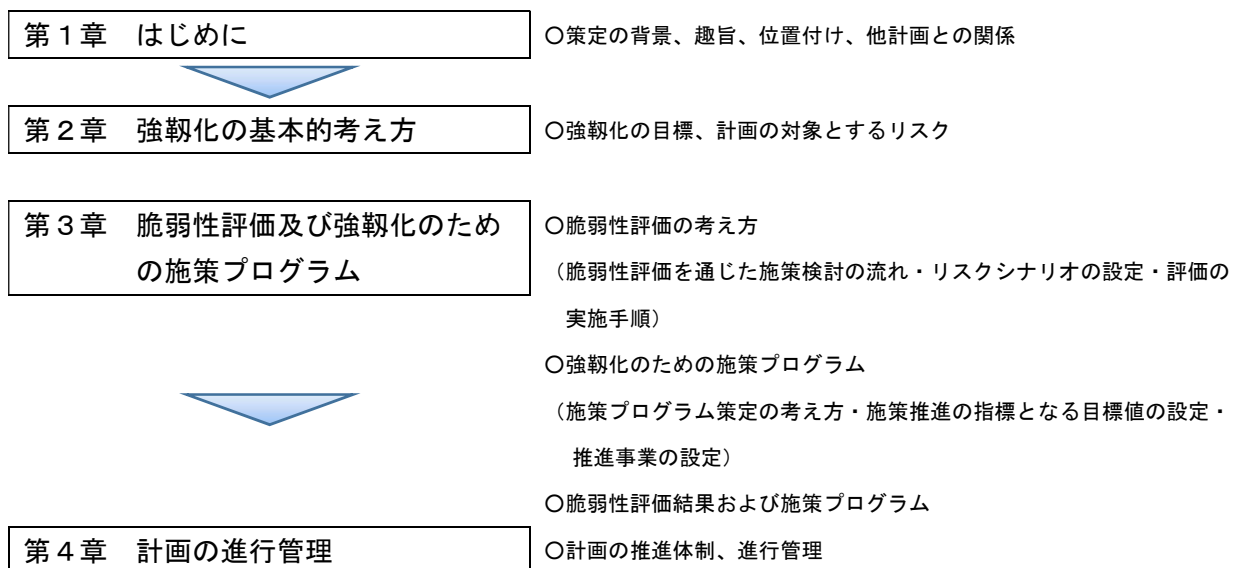 第1章 はじめに
○策定の背景、趣旨、位置付け、他計画との関係
第2章 強靱化の基本的考え方
○強靱化の目標、計画の対象とするリスク
第3章 脆弱性評価及び強靱化のため
の施策プログラム
○脆弱性評価の考え方
（脆弱性評価を通じた施策検討の流れ・リスクシナリオの設定・評価の
実施手順）
○強靱化のための施策プログラム
（施策プログラム策定の考え方・施策推進の指標となる目標値の設定・
推進事業の設定）
○脆弱性評価結果および施策プログラム
第4章 計画の進行管理
○計画の推進体制、進行管理